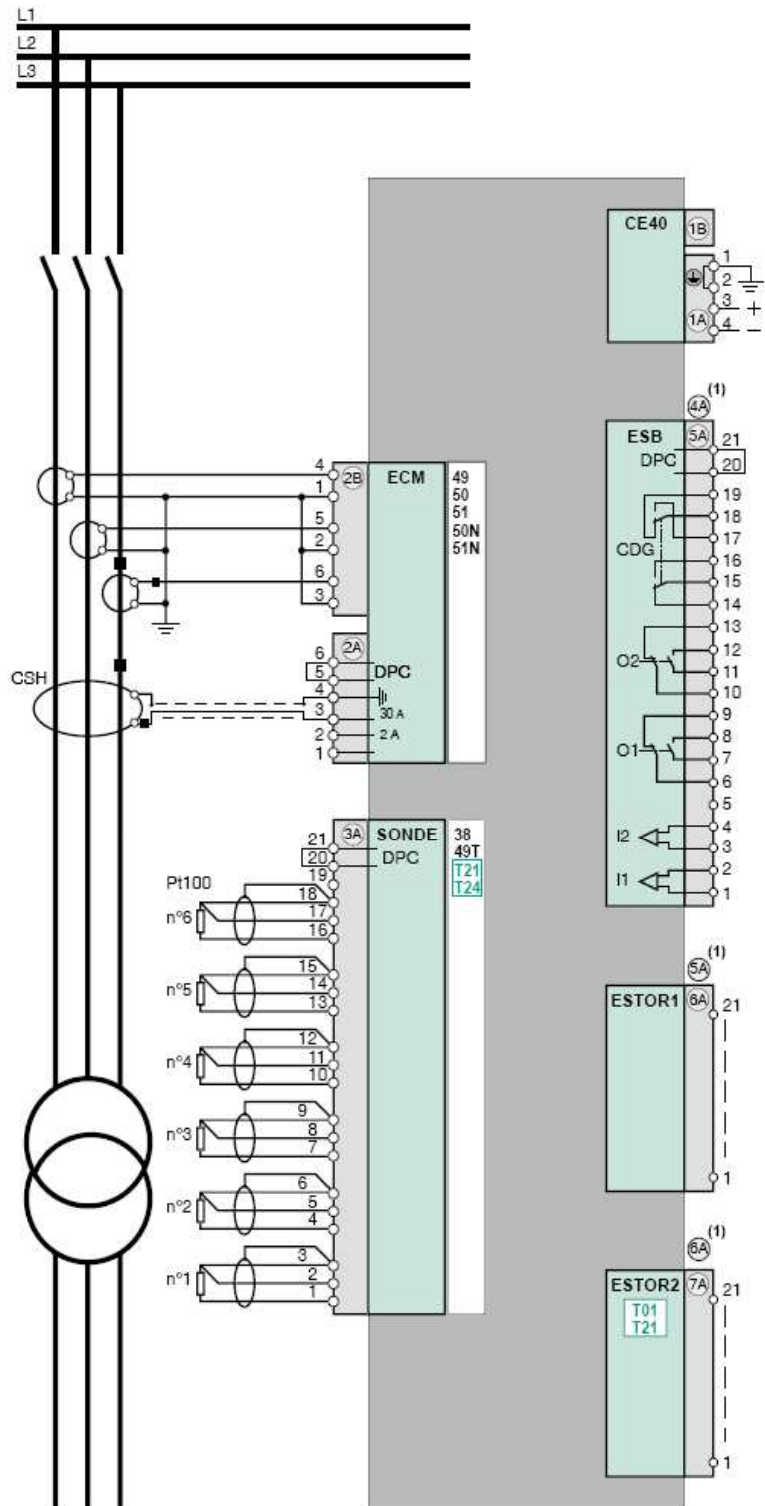 L1
L2
L3
CE40
1B
1
2
3 +
1A
4 −
4A (1)
ESB
5A
21
DPC
20
19
18
17
CDG
16
15
14
13
12
O2
11
10
9
8
O1
7
6
5
4
I2
3
2
I1
1
4
2B
ECM
49
1
50
51
5
50N
2
51N
6
3
2A
6
DPC
5
4
CSH
3
30 A
2
2 A
1
3A
SONDE
38
21
DPC
49T
20
T21
19
T24
Pt100
18
17
n°6
16
15
14
n°5
13
12
11
n°4
10
9
8
n°3
7
6
5
n°2
4
3
2
n°1
1
5A (1)
ESTOR1
6A
21
1
6A (1)
ESTOR2
7A
21
T01
T21
1